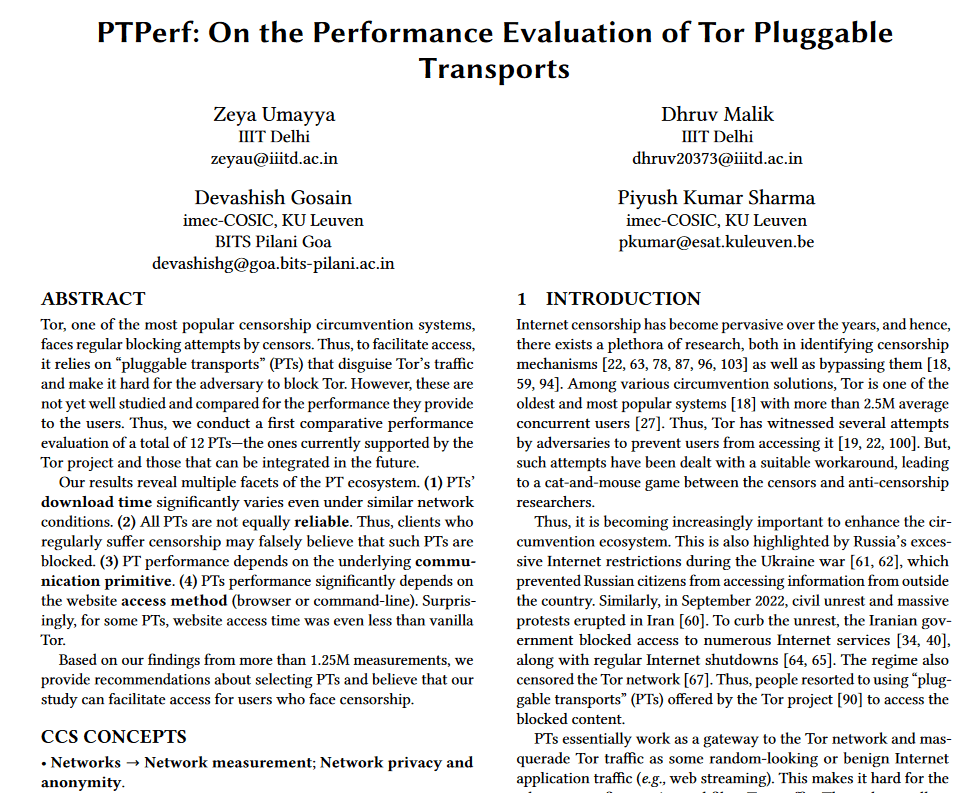 PTPerf: On the Performance Evaluation of Tor Pluggable
Transports
Zeya Umayya
IIIT Delhi
zeyau@iiitd.ac.in
Dhruv Malik
IIIT Delhi
dhruv20373@iiitd.ac.in
Devashish Gosain
imec-COSIC, KU Leuven
BITS Pilani Goa
devashishg@goa.bits-pilani.ac.in
Piyush Kumar Sharma
imec-COSIC, KU Leuven
pkumar@esat.kuleuven.be
ABSTRACT
Tor, one of the most popular censorship circumvention systems,
faces regular blocking attempts by censors. Thus, to facilitate access,
it relies on “pluggable transports” (PTs) that disguise Tor’s traffic
and make it hard for the adversary to block Tor. However, these are
not yet well studied and compared for the performance they provide
to the users. Thus, we conduct a first comparative performance
evaluation of a total of 12 PTs—the ones currently supported by the
Tor project and those that can be integrated in the future.
Our results reveal multiple facets of the PT ecosystem. (1) PTs’
download time significantly varies even under similar network
conditions. (2) All PTs are not equally reliable. Thus, clients who
regularly suffer censorship may falsely believe that such PTs are
blocked. (3) PT performance depends on the underlying commu-
nication primitive. (4) PTs performance significantly depends on
the website access method (browser or command-line). Surpris-
ingly, for some PTs, website access time was even less than vanilla
Tor.
Based on our findings from more than 1.25M measurements, we
provide recommendations about selecting PTs and believe that our
study can facilitate access for users who face censorship.
CCS CONCEPTS
• Networks → Network measurement; Network privacy and
anonymity.
1 INTRODUCTION
Internet censorship has become pervasive over the years, and hence,
there exists a plethora of research, both in identifying censorship
mechanisms [22, 63, 78, 87, 96, 103] as well as bypassing them [18,
59, 94]. Among various circumvention solutions, Tor is one of the
oldest and most popular systems [18] with more than 2.5M average
concurrent users [27]. Thus, Tor has witnessed several attempts
by adversaries to prevent users from accessing it [19, 22, 100]. But,
such attempts have been dealt with a suitable workaround, leading
to a cat-and-mouse game between the censors and anti-censorship
researchers.
Thus, it is becoming increasingly important to enhance the cir-
cumvention ecosystem. This is also highlighted by Russia’s exces-
sive Internet restrictions during the Ukraine war [61, 62], which
prevented Russian citizens from accessing information from outside
the country. Similarly, in September 2022, civil unrest and massive
protests erupted in Iran [60]. To curb the unrest, the Iranian gov-
ernment blocked access to numerous Internet services [34, 40],
along with regular Internet shutdowns [64, 65]. The regime also
censored the Tor network [67]. Thus, people resorted to using “plug-
gable transports” (PTs) offered by the Tor project [90] to access the
blocked content.
PTs essentially work as a gateway to the Tor network and mas-
querade Tor traffic as some random-looking or benign Internet
application traffic (e.g., web streaming). This makes it hard for the